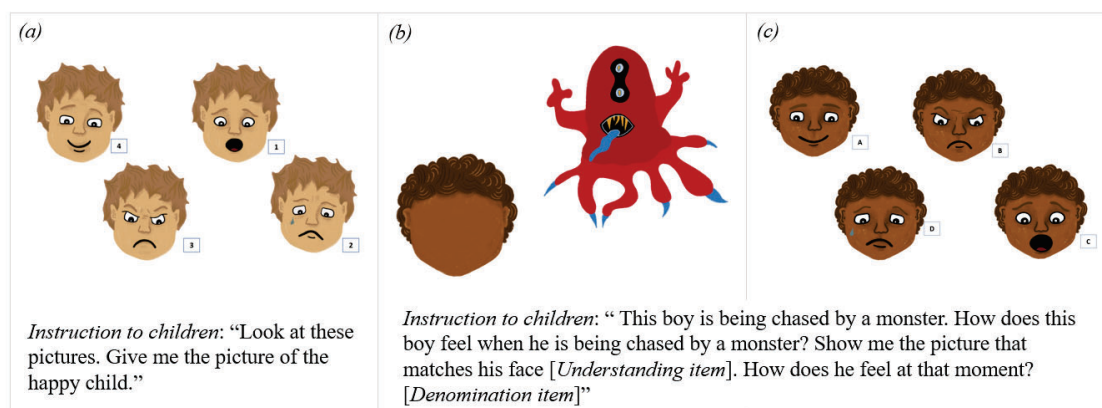 (a)
4
1
3
2
Instruction to children: “Look at these
pictures. Give me the picture of the
happy child.”
(b)
(c)
A
B
D
C
Instruction to children: “ This boy is being chased by a monster. How does this
boy feel when he is being chased by a monster? Show me the picture that
matches his face [Understanding item]. How does he feel at that moment?
[Denomination item]”